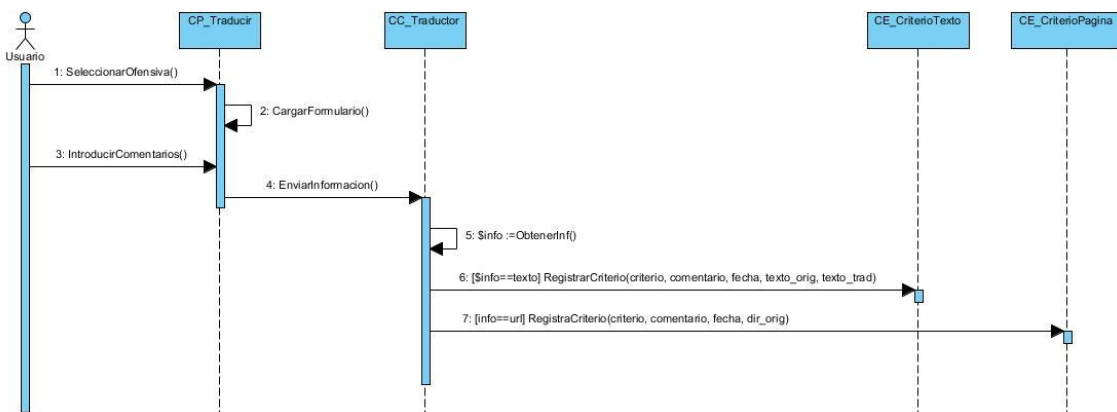 CP_Traducir
CC_Traductor
CE_CriterioTexto
CE_CriterioPagina
Usuario
1: SeleccionarOfensiva()
2: CargarFormulario()
3: IntroducirComentarios()
4: EnviarInformacion()
5: $info :=ObtenerInf()
6: [$info==texto] RegistrarCriterio(criterio, comentario, fecha, texto_orig, texto_trad)
7: [info==url] RegistraCriterio(criterio, comentario, fecha, dir_orig)